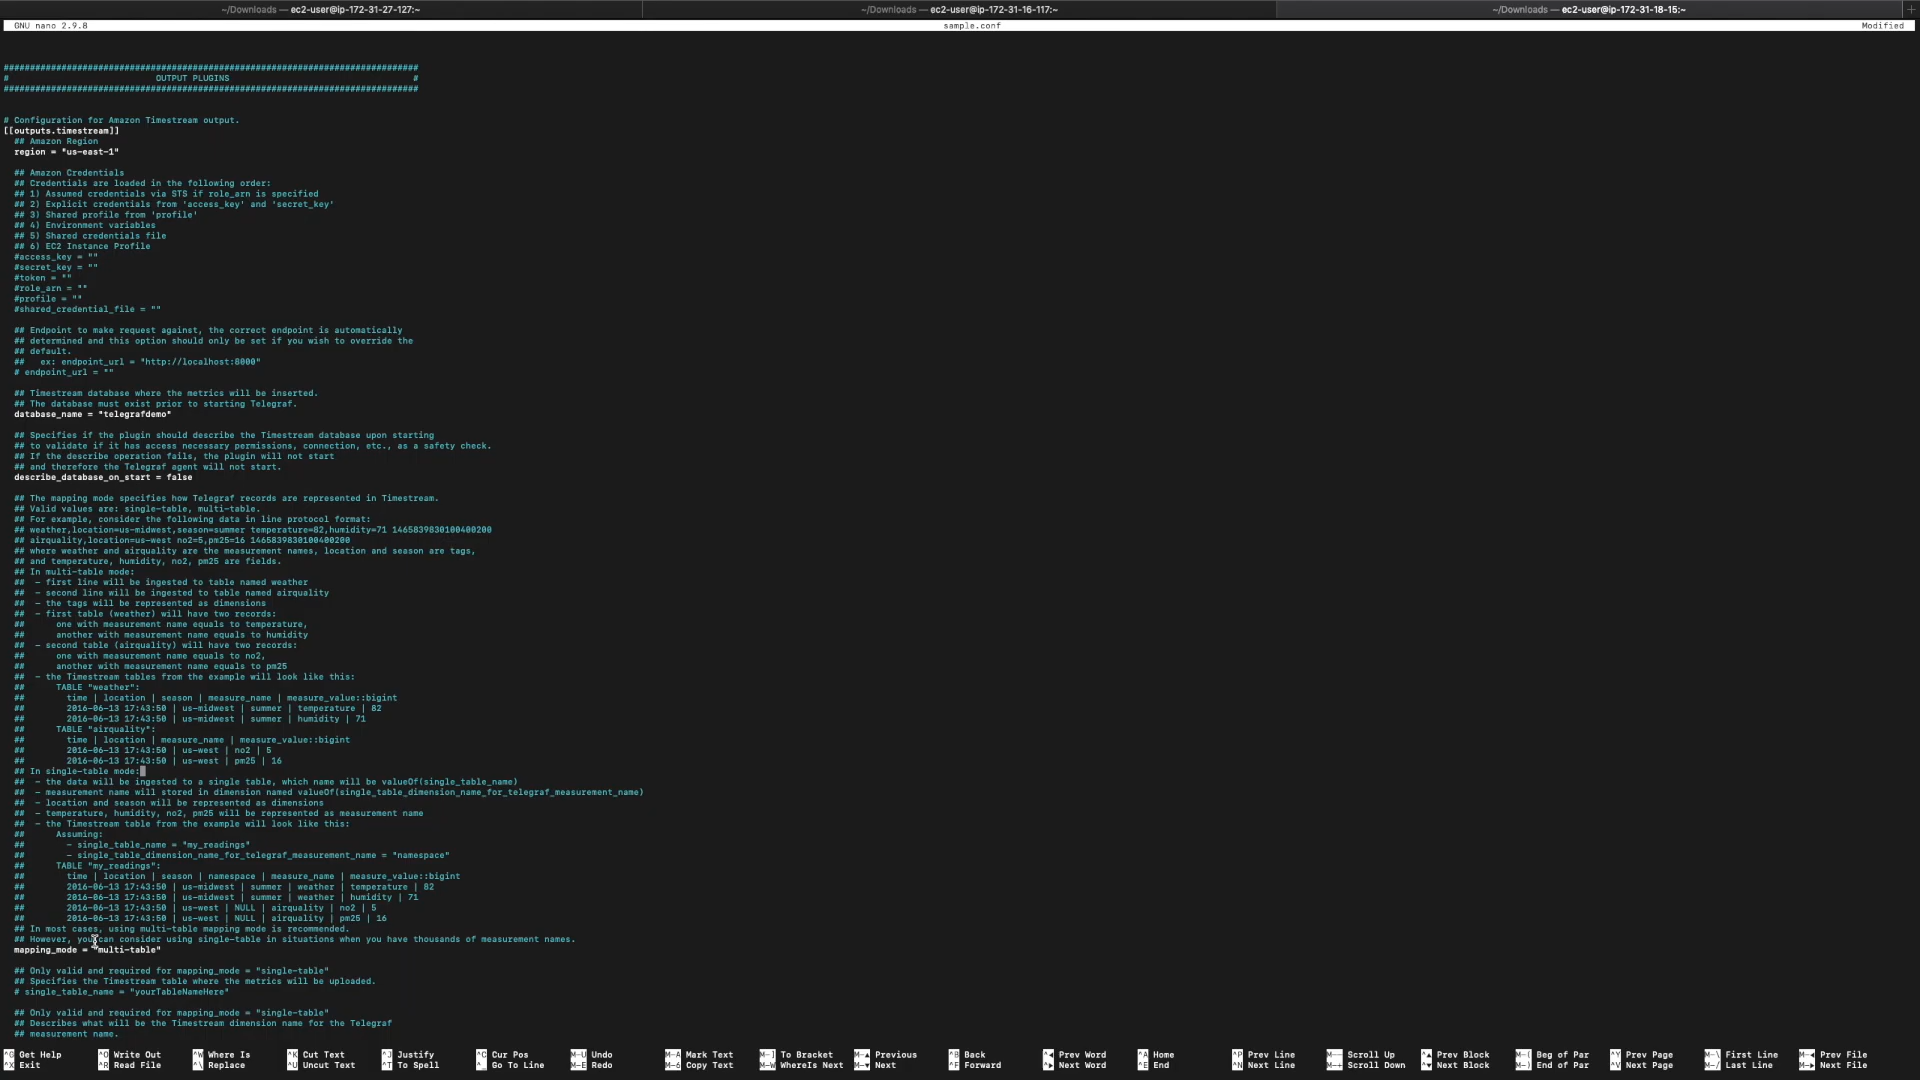 ~/Downloads — ec2-user@ip-172-31-27-127:~
~/Downloads — ec2-user@ip-172-31-16-117:~
~/Downloads — ec2-user@ip-172-31-18-15:~
+
GNU nano 2.9.8
sample.conf
Modified
###############################################################################
#                            OUTPUT PLUGINS                                   #
###############################################################################
# Configuration for Amazon Timestream output.
[[outputs.timestream]]
## Amazon Region
region = "us-east-1"
## Amazon Credentials
## Credentials are loaded in the following order:
## 1) Assumed credentials via STS if role_arn is specified
## 2) Explicit credentials from 'access_key' and 'secret_key'
## 3) Shared profile from 'profile'
## 4) Environment variables
## 5) Shared credentials file
## 6) EC2 Instance Profile
#access_key = ""
#secret_key = ""
#token = ""
#role_arn = ""
#profile = ""
#shared_credential_file = ""
## Endpoint to make request against, the correct endpoint is automatically
## determined and this option should only be set if you wish to override the
## default.
##   ex: endpoint_url = "http://localhost:8000"
# endpoint_url = ""
## Timestream database where the metrics will be inserted.
## The database must exist prior to starting Telegraf.
database_name = "telegrafdemo"
## Specifies if the plugin should describe the Timestream database upon starting
## to validate if it has access necessary permissions, connection, etc., as a safety check.
## If the describe operation fails, the plugin will not start
## and therefore the Telegraf agent will not start.
describe_database_on_start = false
## The mapping mode specifies how Telegraf records are represented in Timestream.
## Valid values are: single-table, multi-table.
## For example, consider the following data in line protocol format:
## weather,location=us-midwest,season=summer temperature=82,humidity=71 1465839830100400200
## airquality,location=us-west no2=5,pm25=16 1465839830100400200
## where weather and airquality are the measurement names, location and season are tags,
## and temperature, humidity, no2, pm25 are fields.
## In multi-table mode:
##  - first line will be ingested to table named weather
##  - second line will be ingested to table named airquality
##  - the tags will be represented as dimensions
##  - first table (weather) will have two records:
##      one with measurement name equals to temperature,
##      another with measurement name equals to humidity
##  - second table (airquality) will have two records:
##      one with measurement name equals to no2,
##      another with measurement name equals to pm25
##  - the Timestream tables from the example will look like this:
##      TABLE "weather":
##        time | location | season | measure_name | measure_value::bigint
##        2016-06-13 17:43:50 | us-midwest | summer | temperature | 82
##        2016-06-13 17:43:50 | us-midwest | summer | humidity | 71
##      TABLE "airquality":
##        time | location | measure_name | measure_value::bigint
##        2016-06-13 17:43:50 | us-west | no2 | 5
##        2016-06-13 17:43:50 | us-west | pm25 | 16
## In single-table mode:
##  - the data will be ingested to a single table, which name will be valueOf(single_table_name)
##  - measurement name will stored in dimension named valueOf(single_table_dimension_name_for_telegraf_measurement_name)
##  - location and season will be represented as dimensions
##  - temperature, humidity, no2, pm25 will be represented as measurement name
##  - the Timestream table from the example will look like this:
##      Assuming:
##        - single_table_name = "my_readings"
##        - single_table_dimension_name_for_telegraf_measurement_name = "namespace"
##      TABLE "my_readings":
##        time | location | season | namespace | measure_name | measure_value::bigint
##        2016-06-13 17:43:50 | us-midwest | summer | weather | temperature | 82
##        2016-06-13 17:43:50 | us-midwest | summer | weather | humidity | 71
##        2016-06-13 17:43:50 | us-west | NULL | airquality | no2 | 5
##        2016-06-13 17:43:50 | us-west | NULL | airquality | pm25 | 16
## In most cases, using multi-table mapping mode is recommended.
## However, you can consider using single-table in situations when you have thousands of measurement names.
mapping_mode = "multi-table"
## Only valid and required for mapping_mode = "single-table"
## Specifies the Timestream table where the metrics will be uploaded.
# single_table_name = "yourTableNameHere"
## Only valid and required for mapping_mode = "single-table"
## Describes what will be the Timestream dimension name for the Telegraf
## measurement name.
^G Get Help ^O Write Out ^W Where Is ^K Cut Text ^J Justify ^C Cur Pos M-U Undo M-A Mark Text M-] To Bracket M-▲ Previous ^B Back ^◀ Prev Word ^A Home ^P Prev Line M-- Scroll Up ^▲ Prev Block M-( Beg of Par ^Y Prev Page M-\ First Line M-◀ Prev File
^X Exit ^R Read File ^\ Replace ^U Uncut Text ^T To Spell ^_ Go To Line M-E Redo M-6 Copy Text M-W WhereIs Next M-▼ Next ^F Forward ^▶ Next Word ^E End ^N Next Line M-+ Scroll Down ^▼ Next Block M-) End of Par ^V Next Page M-/ Last Line M-▶ Next File